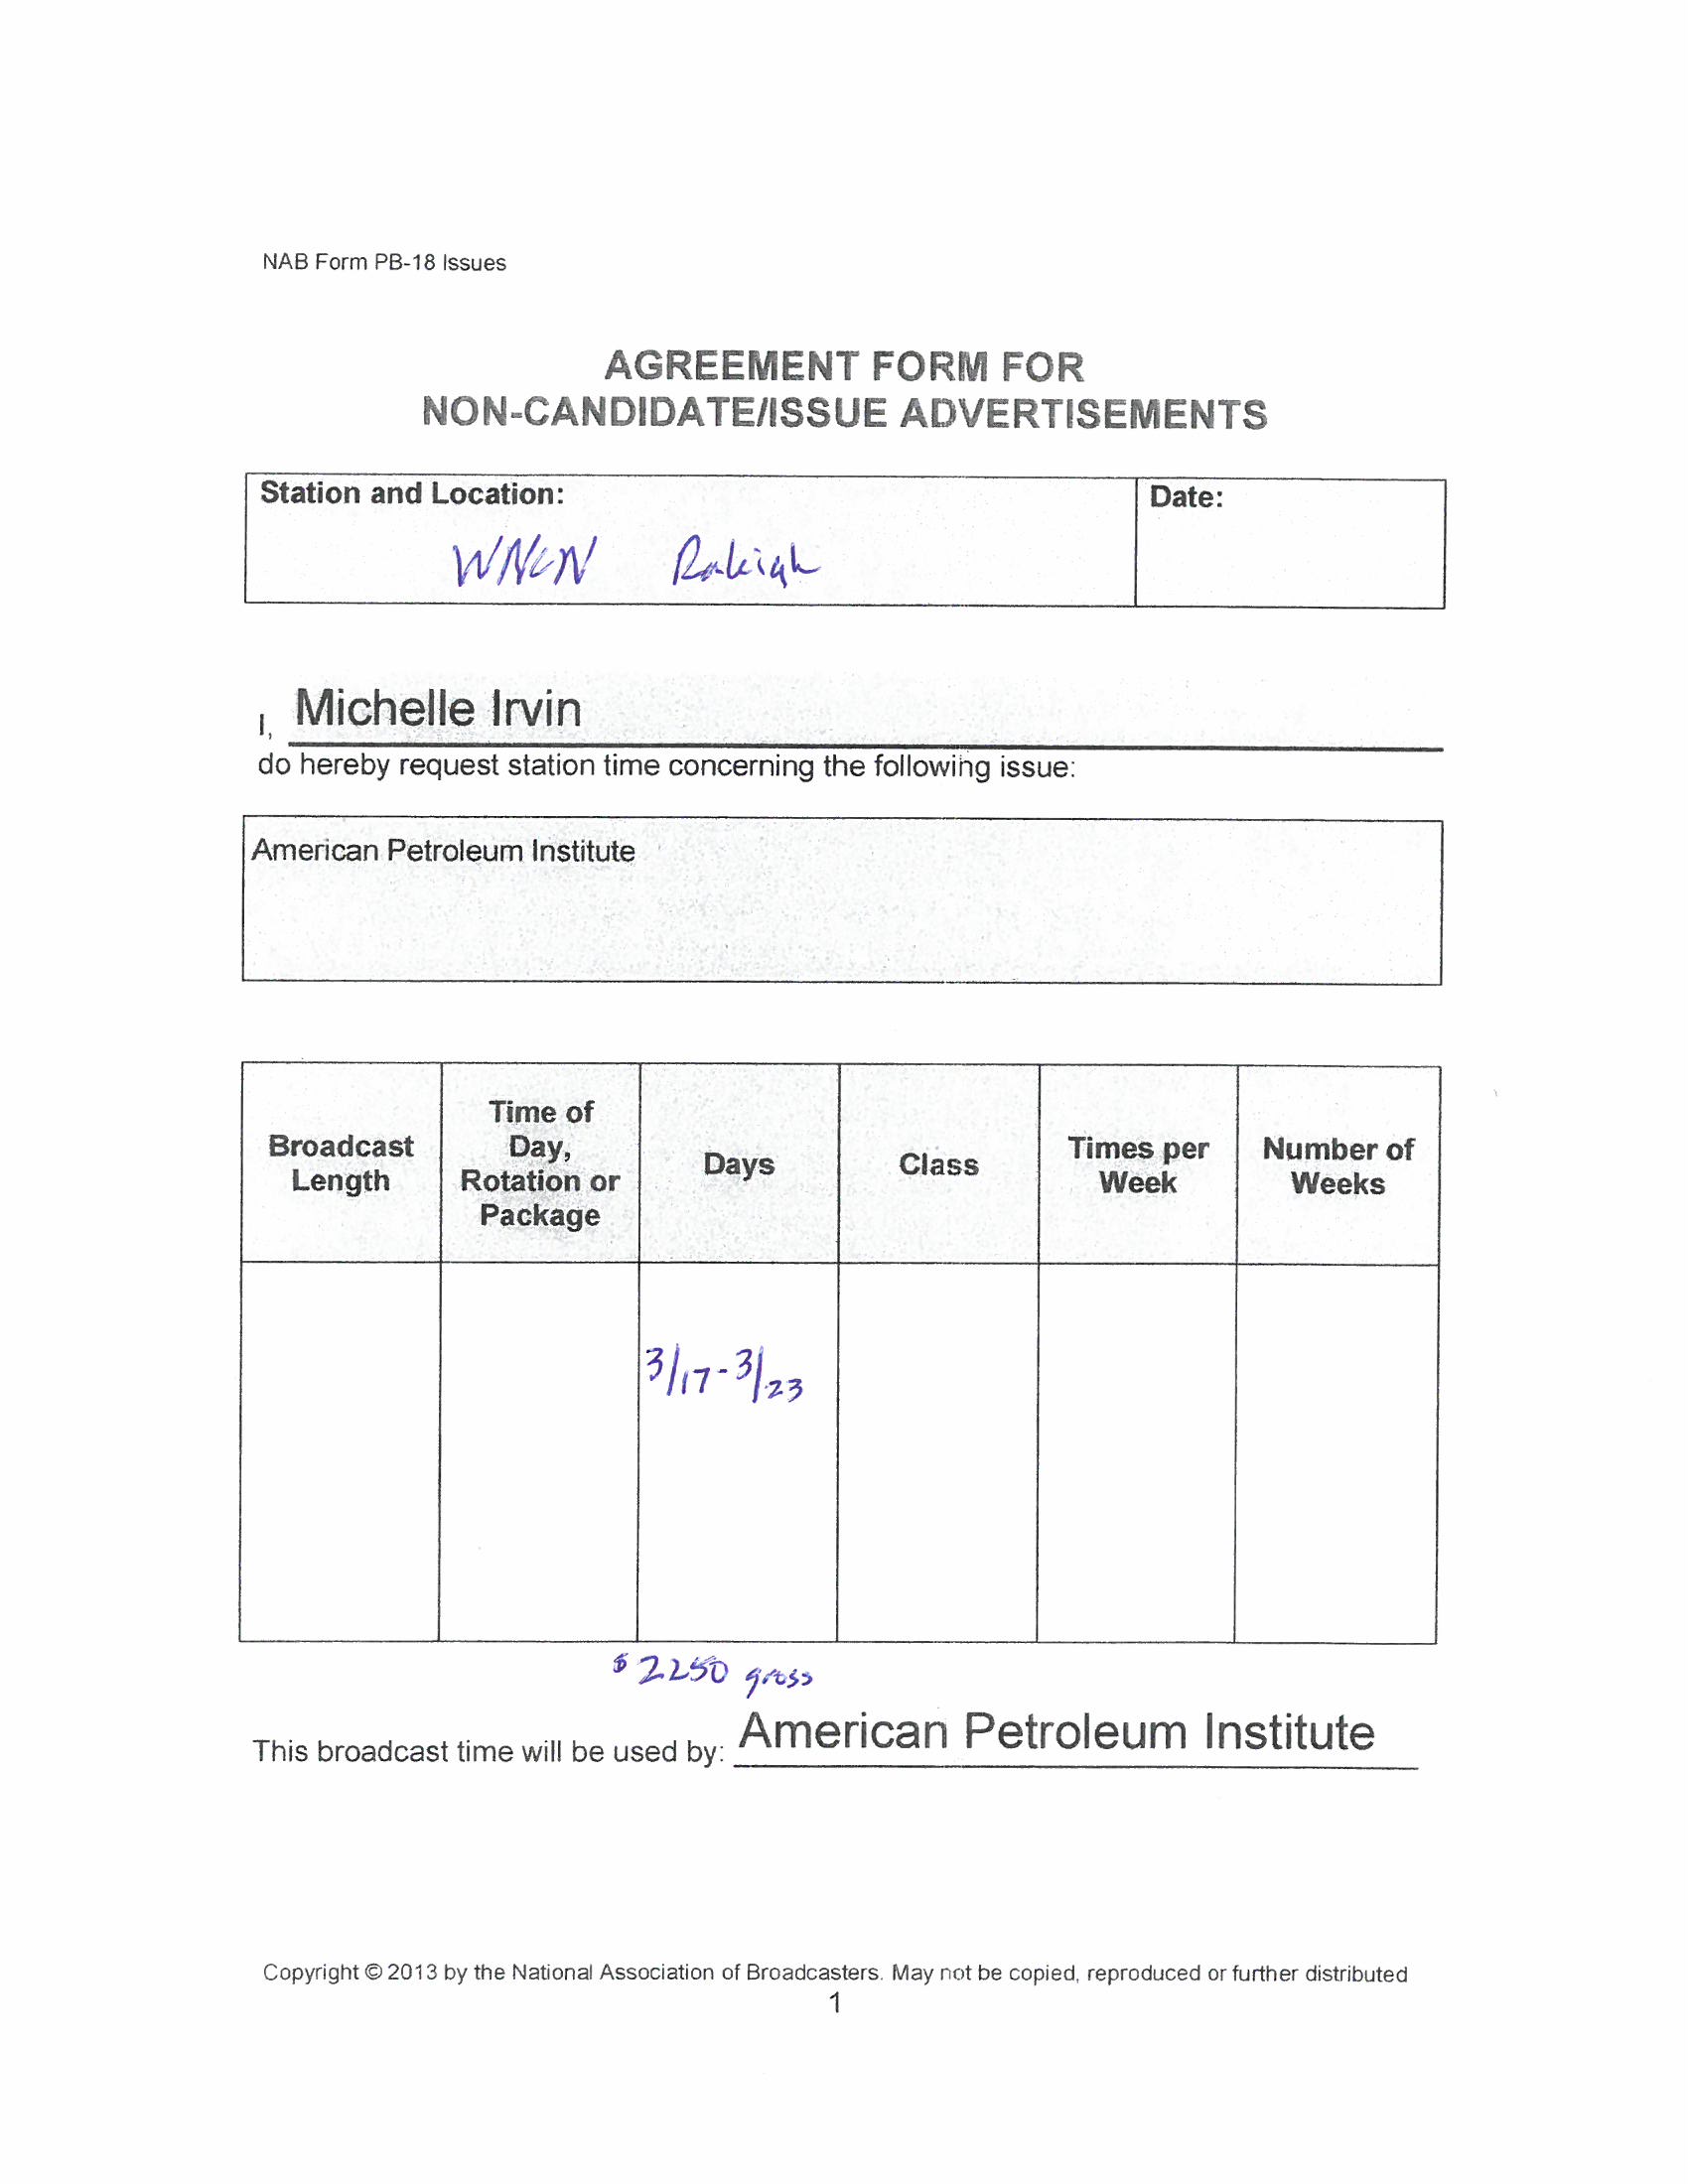 NAB Form PB-18 Issues
AGREEMENT FORM FOR
NON-CANDIDATE/ISSUE ADVERTISEMENTS
Station and Location:
Date:
WNCN Raleigh
I, Michelle Irvin
do hereby request station time concerning the following issue:
American Petroleum Institute
Broadcast Length
Time of Day, Rotation or Package
Days
Class
Times per Week
Number of Weeks
3/17-3/23
$2250 gross
This broadcast time will be used by: American Petroleum Institute
Copyright © 2013 by the National Association of Broadcasters. May not be copied, reproduced or further distributed
1